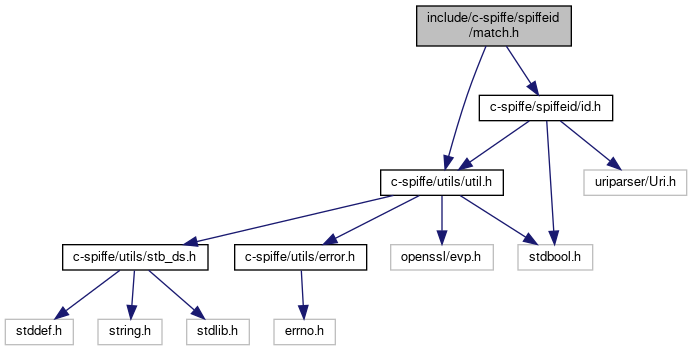 include/c-spiffe/spiffeid
/match.h
c-spiffe/spiffeid/id.h
c-spiffe/utils/util.h
uriparser/Uri.h
c-spiffe/utils/stb_ds.h
c-spiffe/utils/error.h
openssl/evp.h
stdbool.h
stddef.h
string.h
stdlib.h
errno.h